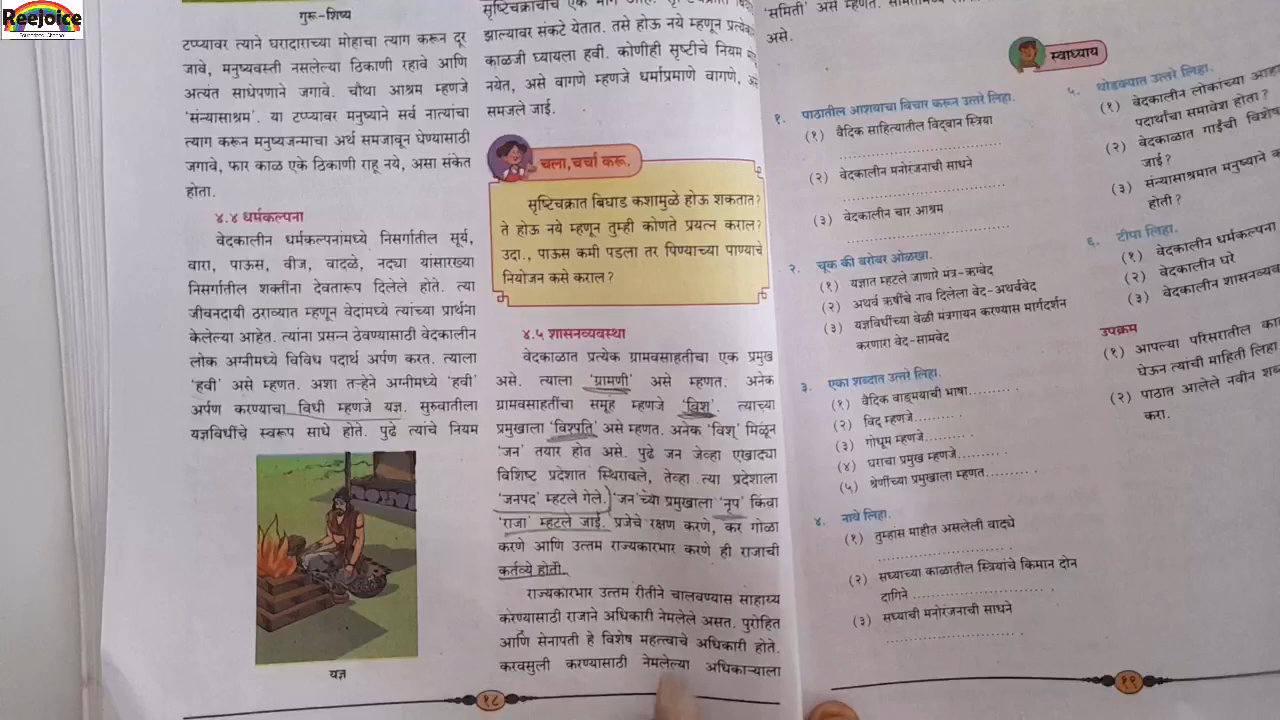 Reejoice
Educational Channel
गुरू-शिष्य
टप्प्यावर त्याने घरादाराच्या मोहाचा त्याग करून दूर
जावे, मनुष्यवस्ती नसलेल्या ठिकाणी रहावे आणि
अत्यंत साधेपणाने जगावे. चौथा आश्रम म्हणजे
'संन्यासाश्रम'. या टप्प्यावर मनुष्याने सर्व नात्यांचा
त्याग करून मनुष्यजन्माचा अर्थ समजावून घेण्यासाठी
जगावे, फार काळ एके ठिकाणी राहू नये, असा संकेत
होता.
४.४ धर्मकल्पना
वेदकालीन धर्मकल्पनांमध्ये निसर्गातील सूर्य,
वारा, पाऊस, वीज, वादळे, नद्या यांसारख्या
निसर्गातील शक्तींना देवतारूप दिलेले होते. त्या
जीवनदायी ठराव्यात म्हणून वेदांमध्ये त्यांच्या प्रार्थना
केलेल्या आहेत. त्यांना प्रसन्न ठेवण्यासाठी वेदकालीन
लोक अग्नीमध्ये विविध पदार्थ अर्पण करत. त्याला
'हवी' असे म्हणत. अशा तऱ्हेने अग्नीमध्ये 'हवी'
अर्पण करण्याचा विधी म्हणजे यज्ञ. सुरुवातीला
यज्ञविधींचे स्वरूप साधे होते. पुढे त्यांचे नियम
यज्ञ
सृष्टिचक्राचाच एक भाग आहे.
झाल्यावर संकटे येतात. तसे होऊ नये म्हणून प्रत्येका
काळजी घ्यायला हवी. कोणीही सृष्टीचे नियम
नयेत, असे वागणे म्हणजे धर्माप्रमाणे वागणे,
समजले जाई.
चला, चर्चा करू.
सृष्टिचक्रात बिघाड कशामुळे होऊ शकतात?
ते होऊ नये म्हणून तुम्ही कोणते प्रयत्न कराल?
उदा., पाऊस कमी पडला तर पिण्याच्या पाण्याचे
नियोजन कसे कराल?
४.५ शासनव्यवस्था
वेदकाळात प्रत्येक ग्रामवसाहतीचा एक प्रमुख
असे. त्याला 'ग्रामणी' असे म्हणत. अनेक
ग्रामवसाहतींचा समूह म्हणजे 'विश्'. त्याच्या
प्रमुखाला 'विश्पति' असे म्हणत. अनेक 'विश्' मिळून
'जन' तयार होत असे. पुढे जन जेव्हा एखाद्या
विशिष्ट प्रदेशात स्थिरावले, तेव्हा त्या प्रदेशाला
'जनपद' म्हटले गेले. 'जन'च्या प्रमुखाला 'नृप' किंवा
'राजा' म्हटले जाई. प्रजेचे रक्षण करणे, कर गोळा
करणे आणि उत्तम राज्यकारभार करणे ही राजाची
कर्तव्ये होती.
राज्यकारभार उत्तम रीतीने चालवण्यास साहाय्य
करण्यासाठी राजाने अधिकारी नेमलेले असत. पुरोहित
आणि सेनापती हे विशेष महत्त्वाचे अधिकारी होते.
करवसुली करण्यासाठी नेमलेल्या अधिकाऱ्याला
१८
'समिती' असे म्हणत.
असे.
स्वाध्याय
१. पाठातील आशयाचा विचार करून उत्तरे लिहा.
(१) वैदिक साहित्यातील विद्वान स्त्रिया
(२) वेदकालीन मनोरंजनाची साधने
(३) वेदकालीन चार आश्रम
२. चूक की बरोबर ओळखा.
(१) यज्ञात म्हटले जाणारे मंत्र-ऋग्वेद
(२) अथर्व ऋषींचे नाव दिलेला वेद-अथर्ववेद
(३) यज्ञविधींच्या वेळी मंत्रगायन करण्यास मार्गदर्शन
करणारा वेद-सामवेद
३. एका शब्दात उत्तरे लिहा.
(१) वैदिक वाङ्मयाची भाषा..........
(२) विद् म्हणजे..........
(३) गोधूम म्हणजे..........
(४) घराचा प्रमुख म्हणजे..........
(५) श्रेणींच्या प्रमुखाला म्हणत..........
४. नावे लिहा.
(१) तुम्हांस माहीत असलेली वाद्ये
(२) सध्याच्या काळातील स्त्रियांचे किमान दोन
दागिने
(३) सध्याची मनोरंजनाची साधने
५. थोडक्यात उत्तरे लिहा.
(१) वेदकालीन लोकांच्या
पदार्थांचा समावेश होता?
(२) वेदकाळात गाईंची विशेष
जाई?
(३) संन्यासाश्रमात मनुष्याने
होती?
६. टीपा लिहा.
(१) वेदकालीन धर्मकल्पना
(२) वेदकालीन घरे
(३) वेदकालीन शासनव्यव
उपक्रम
(१) आपल्या परिसरातील
घेऊन त्यांची माहिती लिहा
(२) पाठात आलेले नवीन
करा.
१९